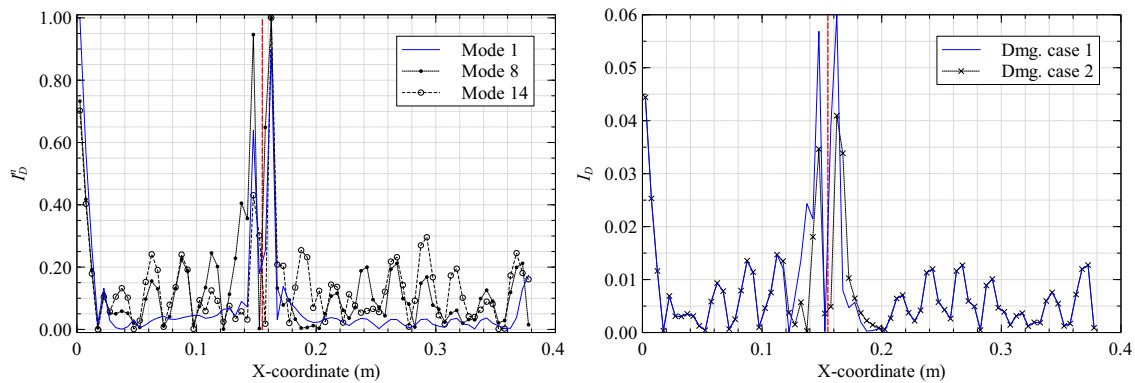 1.00
0.80
0.60
0.40
0.20
0.00
I^n_D
0
0.1
0.2
0.3
0.4
X-coordinate (m)
Mode 1
Mode 8
Mode 14
0.06
0.05
0.04
0.03
0.02
0.01
0.00
I_D
0
0.1
0.2
0.3
0.4
X-coordinate (m)
Dmg. case 1
Dmg. case 2